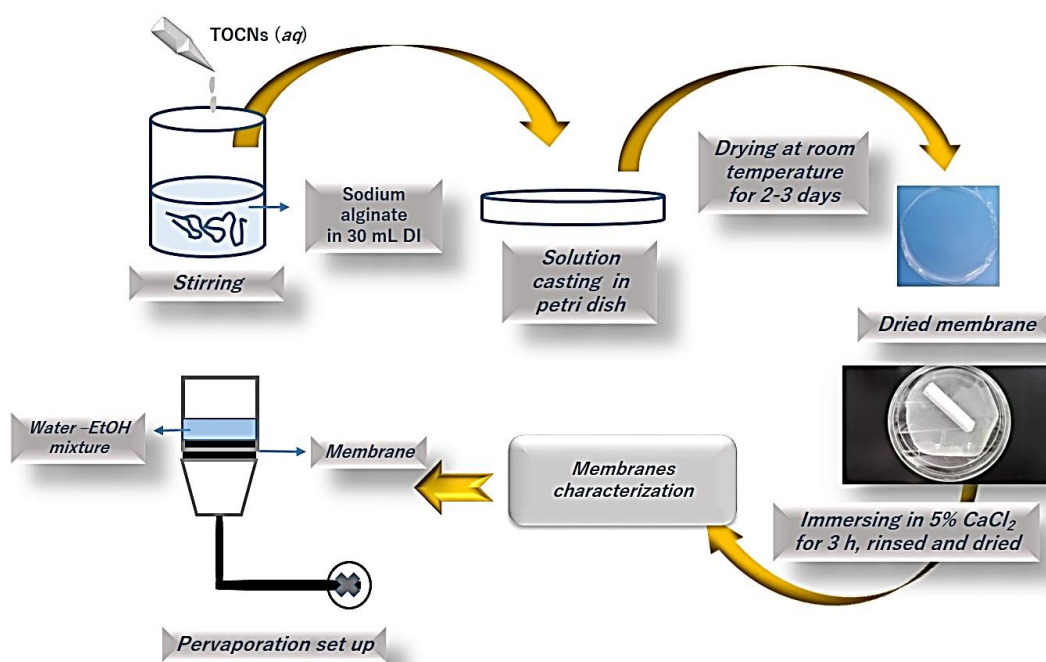 TOCNs (aq)
Sodium
alginate
in 30 mL DI
Stirring
Solution
casting in
petri dish
Drying at room
temperature
for 2-3 days
Dried membrane
Immersing in 5% CaCl₂
for 3 h, rinsed and dried
Membranes
characterization
Water –EtOH
mixture
Membrane
Pervaporation set up